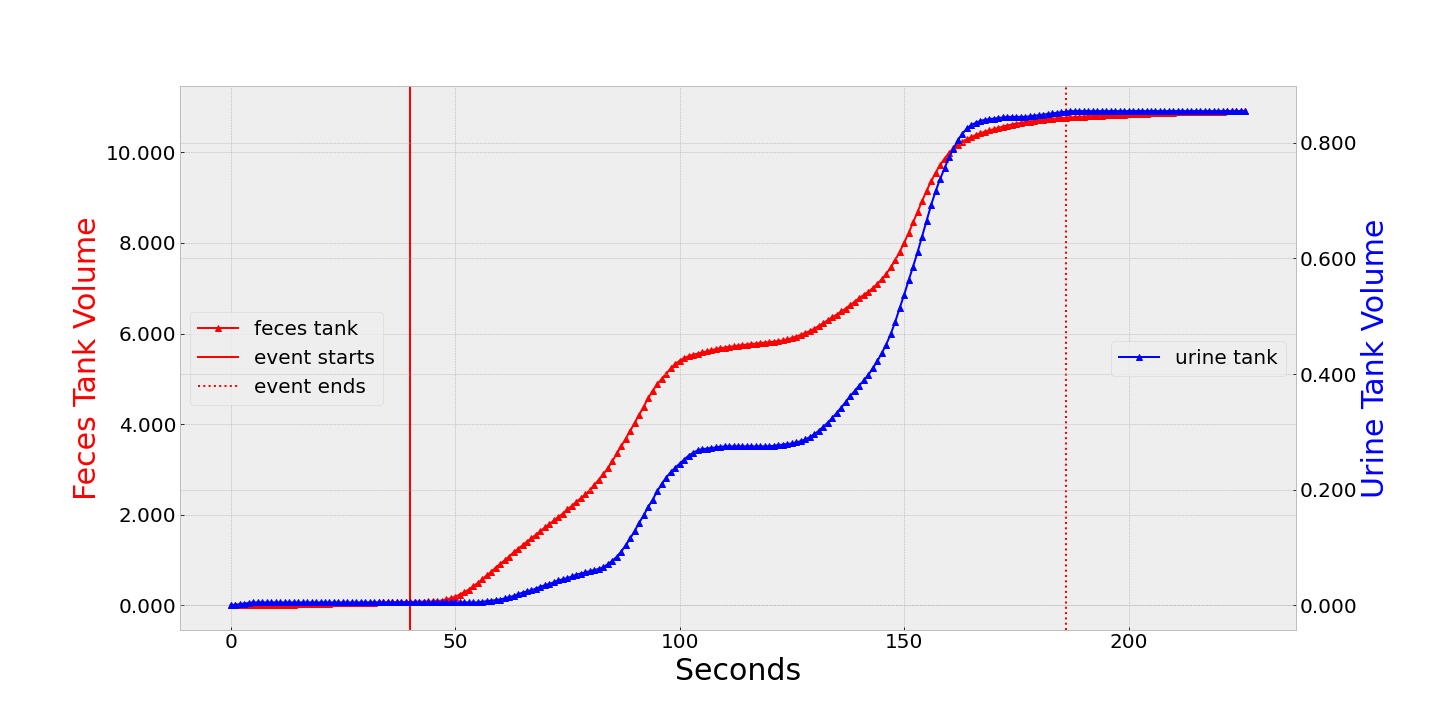 Feces Tank Volume
10.000
8.000
6.000
4.000
2.000
0.000
feces tank
event starts
event ends
urine tank
0.800
0.600
0.400
0.200
0.000
Urine Tank Volume
0 50 100 150 200
Seconds